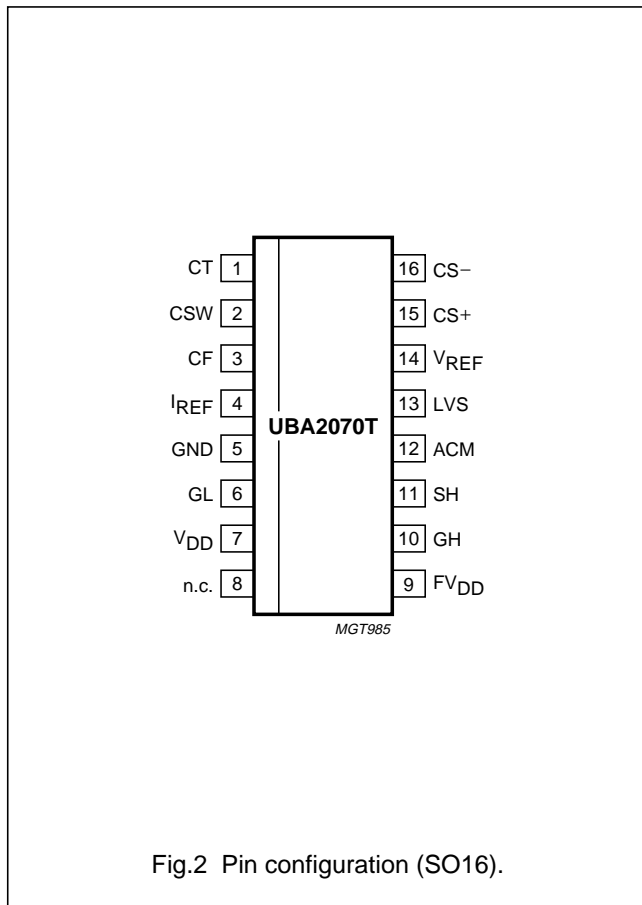 CT 1 16 CS−
CSW 2 15 CS+
CF 3 14 VREF
IREF 4 13 LVS
UBA2070T
GND 5 12 ACM
GL 6 11 SH
VDD 7 10 GH
n.c. 8 9 FVDD
MGT985
Fig.2 Pin configuration (SO16).